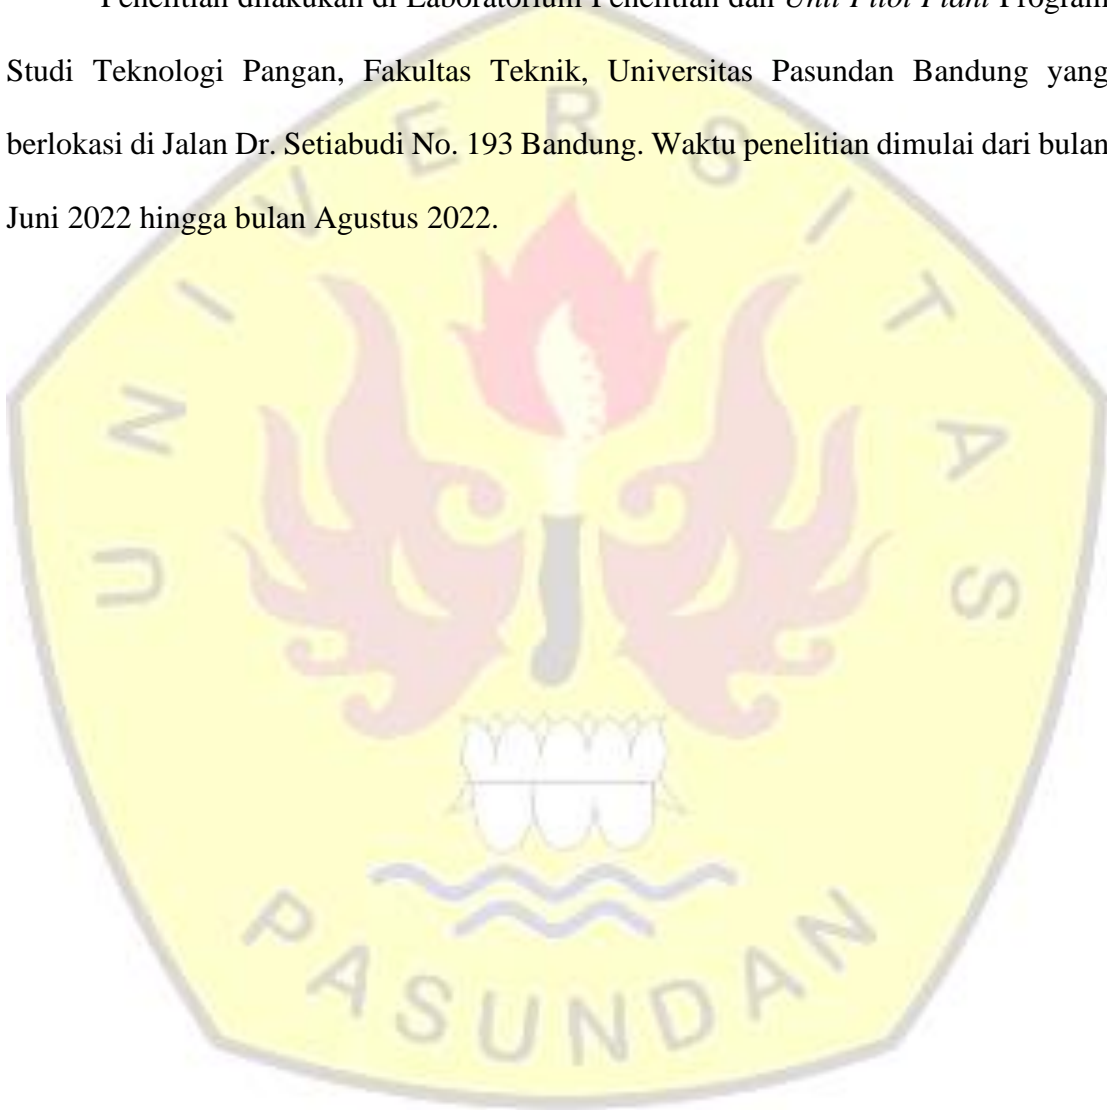 Penelitian dilakukan di Laboratorium Penelitian dan Unit Pilot Plant Program
Studi Teknologi Pangan, Fakultas Teknik, Universitas Pasundan Bandung yang
berlokasi di Jalan Dr. Setiabudi No. 193 Bandung. Waktu penelitian dimulai dari bulan
Juni 2022 hingga bulan Agustus 2022.
UNIVERSITAS
PASUNDAN